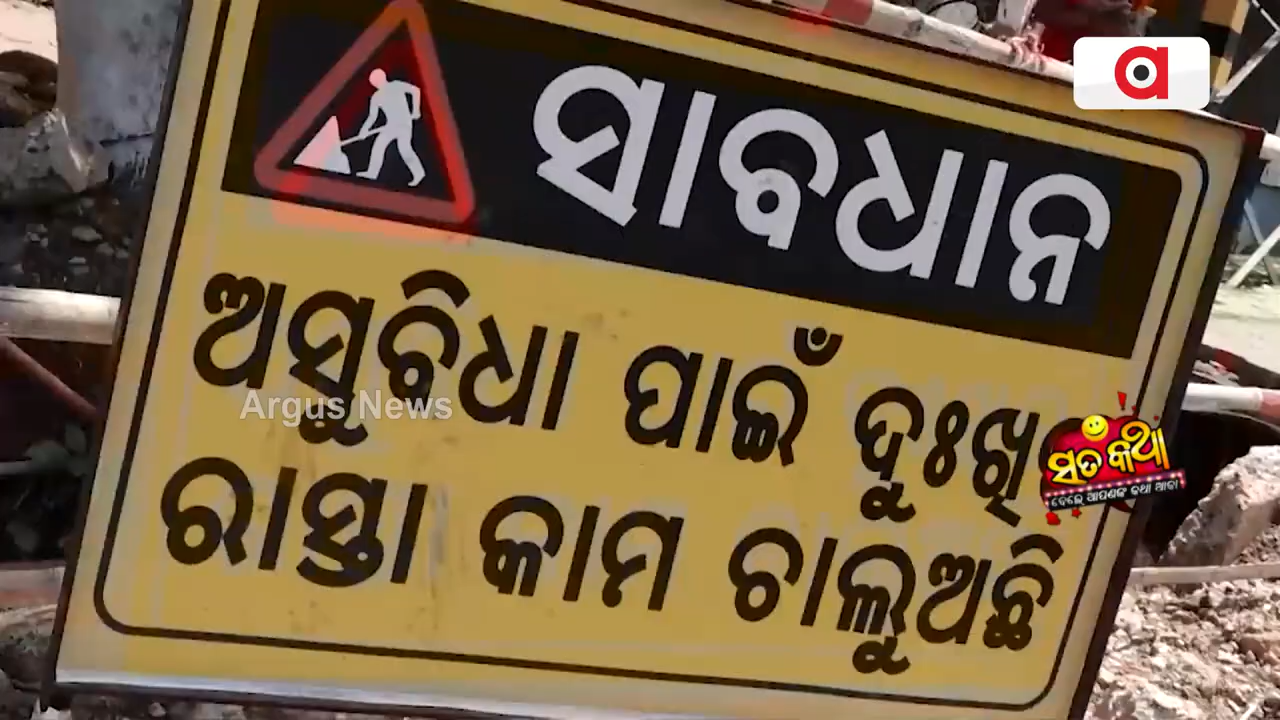 ସାବଧାନ
ଅସୁବିଧା ପାଇଁ
ରାସ୍ତା କାମ ଚାଲୁଅଛି
Argus News
a
ସତ କଥା